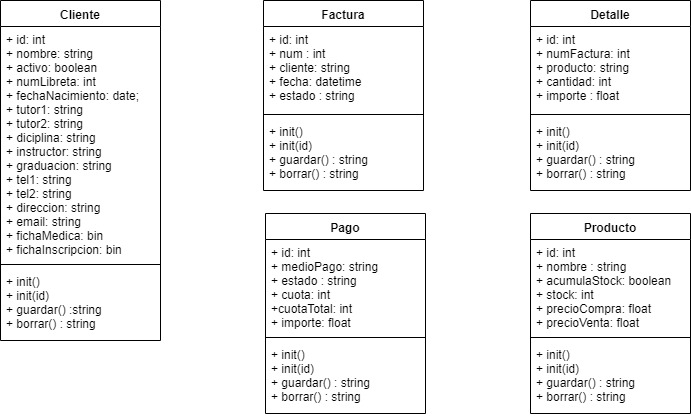 Cliente
+ id: int
+ nombre: string
+ activo: boolean
+ numLibreta: int
+ fechaNacimiento: date;
+ tutor1: string
+ tutor2: string
+ diciplina: string
+ instructor: string
+ graduacion: string
+ tel1: string
+ tel2: string
+ direccion: string
+ email: string
+ fichaMedica: bin
+ fichaInscripcion: bin
+ init()
+ init(id)
+ guardar() :string
+ borrar() : string
Factura
+ id: int
+ num : int
+ cliente: string
+ fecha: datetime
+ estado : string
+ init()
+ init(id)
+ guardar() : string
+ borrar() : string
Detalle
+ id: int
+ numFactura: int
+ producto: string
+ cantidad: int
+ importe : float
+ init()
+ init(id)
+ guardar() : string
+ borrar() : string
Pago
+ id: int
+ medioPago: string
+ estado : string
+ cuota: int
+cuotaTotal: int
+ importe: float
+ init()
+ init(id)
+ guardar() : string
+ borrar() : string
Producto
+ id: int
+ nombre : string
+ acumulaStock: boolean
+ stock: int
+ precioCompra: float
+ precioVenta: float
+ init()
+ init(id)
+ guardar() : string
+ borrar() : string